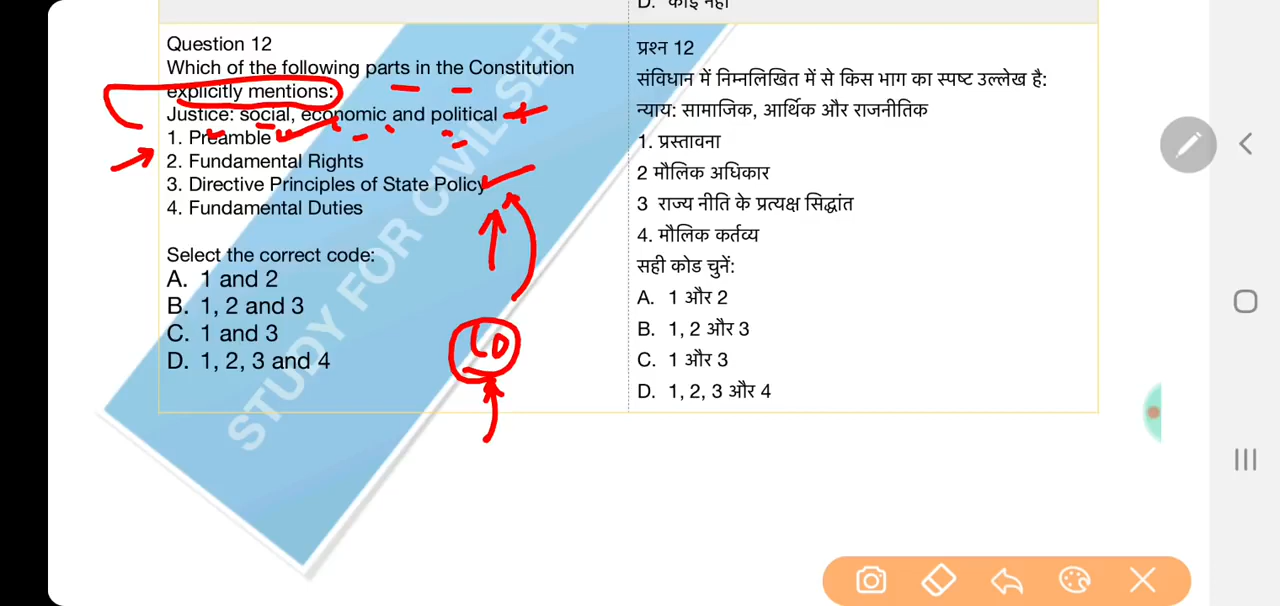 D. कोई नहीं
Question 12
Which of the following parts in the Constitution
explicitly mentions:
Justice: social, economic and political
1. Preamble
2. Fundamental Rights
3. Directive Principles of State Policy
4. Fundamental Duties
Select the correct code:
A. 1 and 2
B. 1, 2 and 3
C. 1 and 3
D. 1, 2, 3 and 4
प्रश्न 12
संविधान में निम्नलिखित में से किस भाग का स्पष्ट उल्लेख है:
न्याय: सामाजिक, आर्थिक और राजनीतिक
1. प्रस्तावना
2 मौलिक अधिकार
3 राज्य नीति के प्रत्यक्ष सिद्धांत
4. मौलिक कर्तव्य
सही कोड चुनें:
A. 1 और 2
B. 1, 2 और 3
C. 1 और 3
D. 1, 2, 3 और 4
STUDY FOR CIVIL SERV